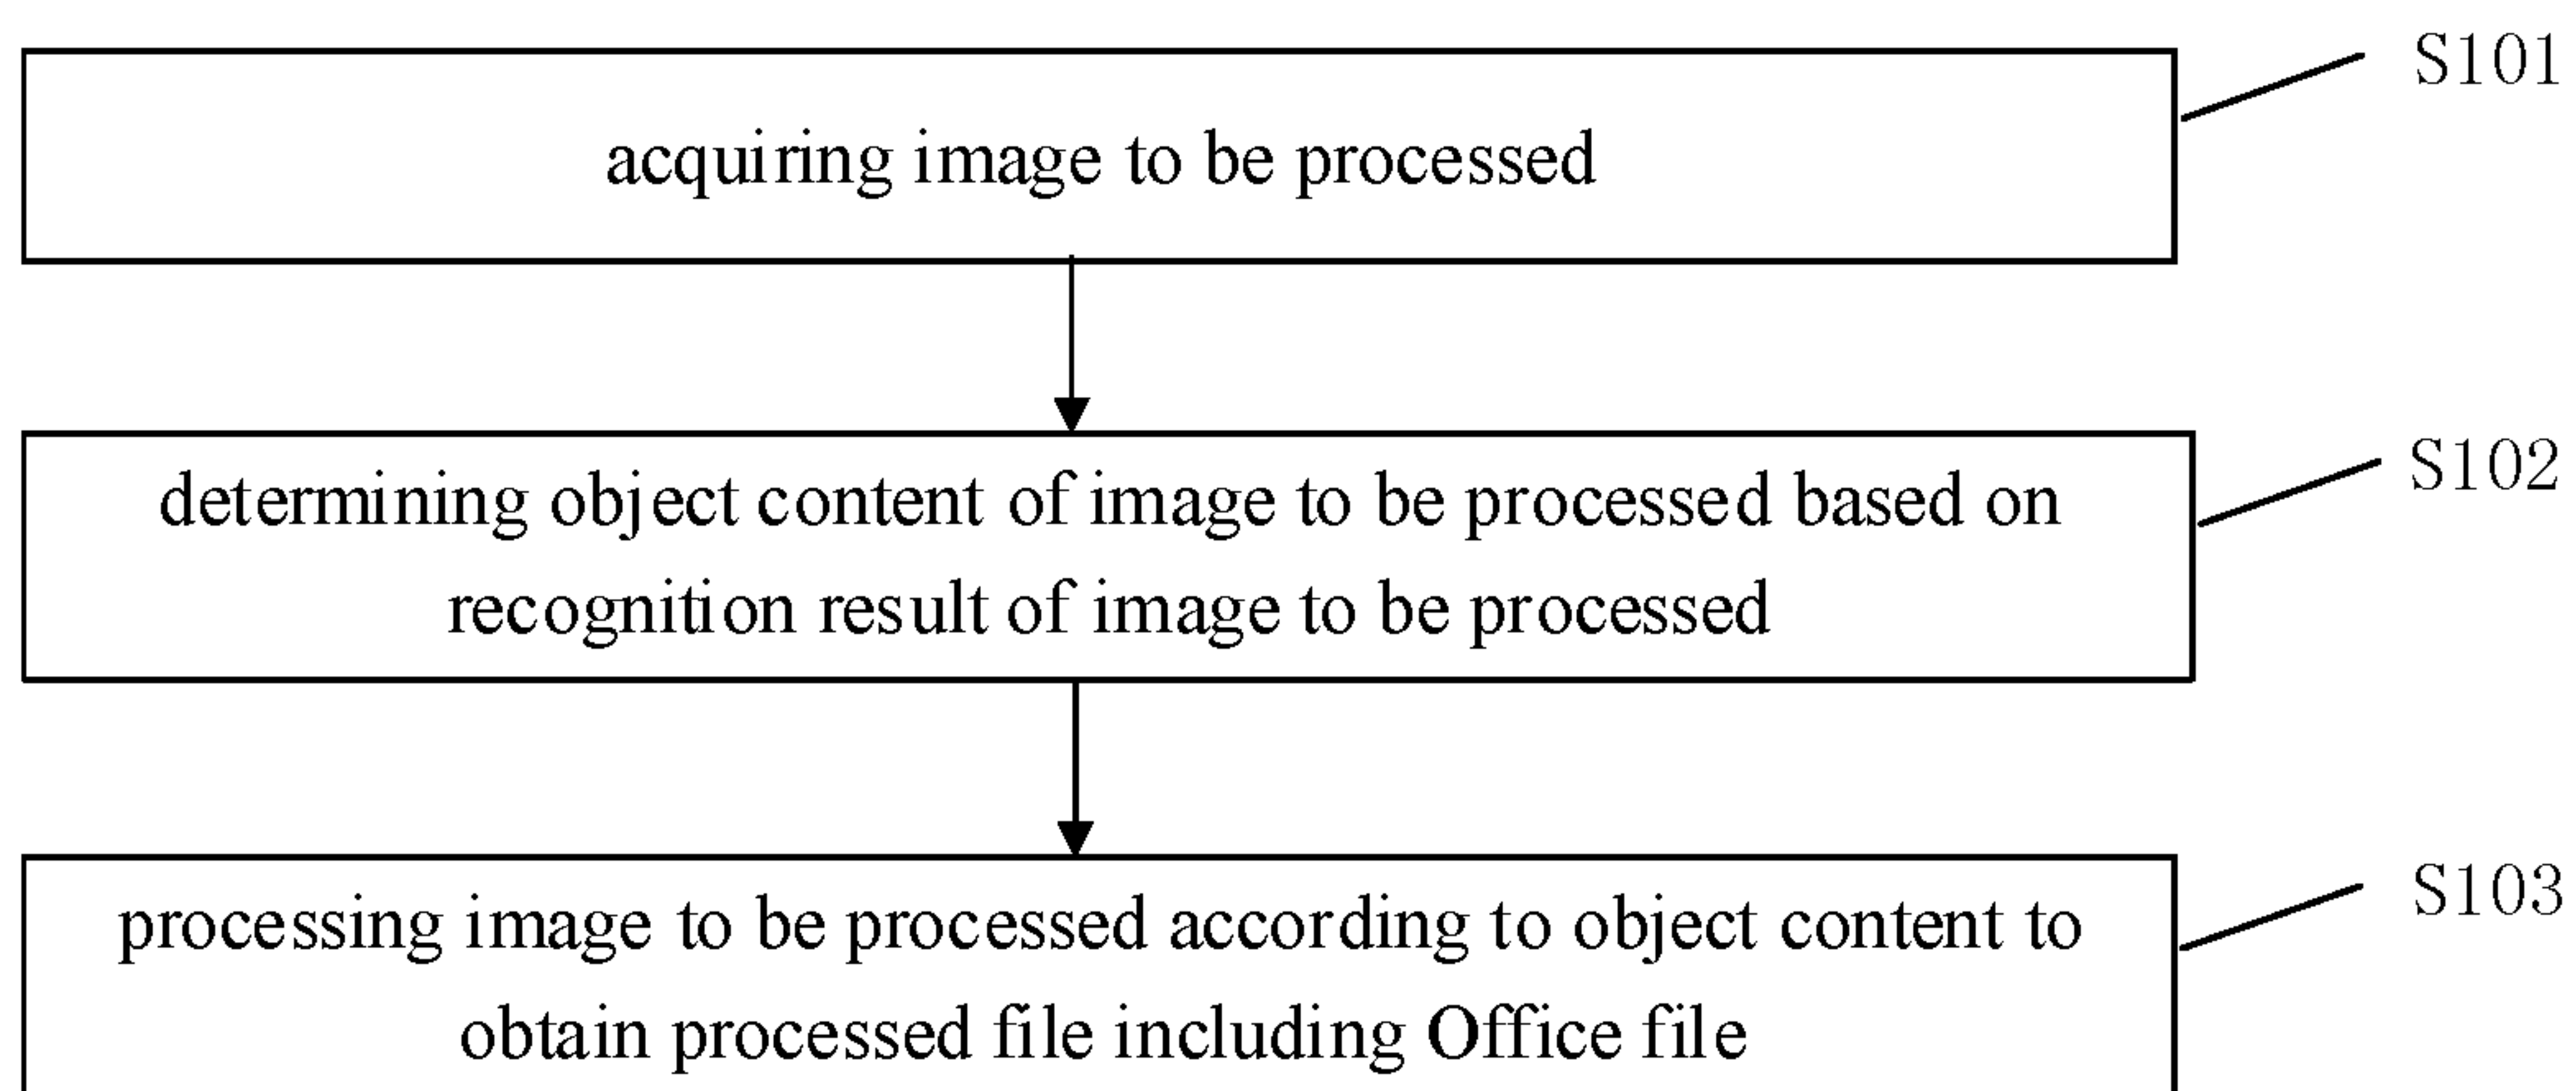 S101
acquiring image to be processed
S102
determining object content of image to be processed based on
recognition result of image to be processed
S103
processing image to be processed according to object content to
obtain processed file including Office file